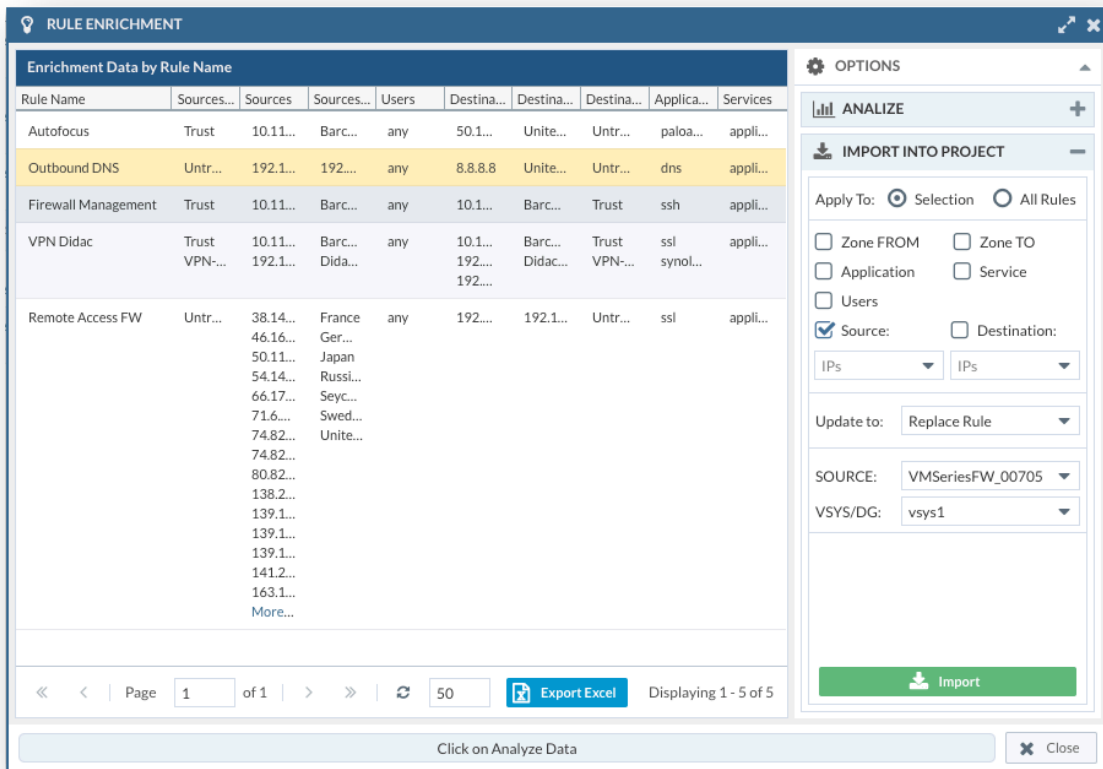 RULE ENRICHMENT
Enrichment Data by Rule Name
Rule Name Sources... Sources Sources... Users Destina... Destina... Destina... Applica... Services
Autofocus Trust 10.11... Barc... any 50.1... Unite... Untr... paloa... appli...
Outbound DNS Untr... 192.1... 192.... any 8.8.8.8 Unite... Untr... dns appli...
Firewall Management Trust 10.11... Barc... any 10.1... Barc... Trust ssh appli...
VPN Didac Trust 10.11... Barc... any 10.1... Barc... Trust ssl appli...
VPN-... 192.1... Dida... 192.... Didac... VPN-... synol...
192....
Remote Access FW Untr... 38.14... France any 192.... 192.1... Untr... ssl appli...
46.16... Ger...
50.11... Japan
54.14... Russi...
66.17... Seyc...
71.6.... Swed...
74.82... Unite...
74.82...
80.82...
138.2...
139.1...
139.1...
139.1...
141.2...
163.1...
More...
Page 1 of 1 50 Export Excel Displaying 1 - 5 of 5
OPTIONS
ANALIZE
IMPORT INTO PROJECT
Apply To: Selection All Rules
Zone FROM Zone TO
Application Service
Users
Source: Destination:
IPs IPs
Update to: Replace Rule
SOURCE: VMSeriesFW_00705
VSYS/DG: vsys1
Import
Click on Analyze Data
Close